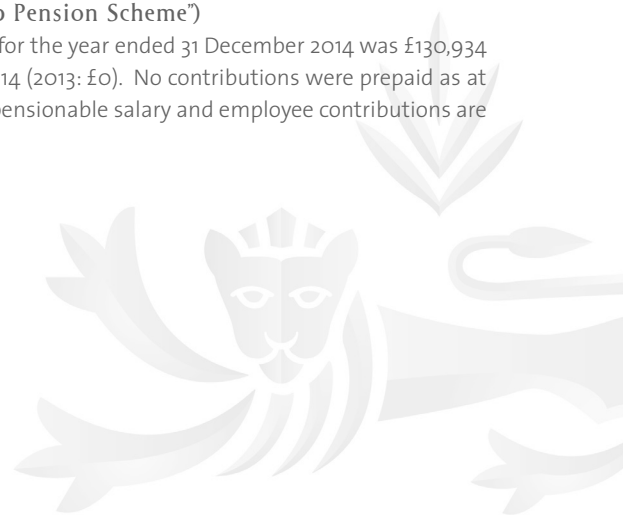 Pension Scheme”)
for the year ended 31 December 2014 was £130,934
14 (2013: £0). No contributions were prepaid as at
pensionable salary and employee contributions are